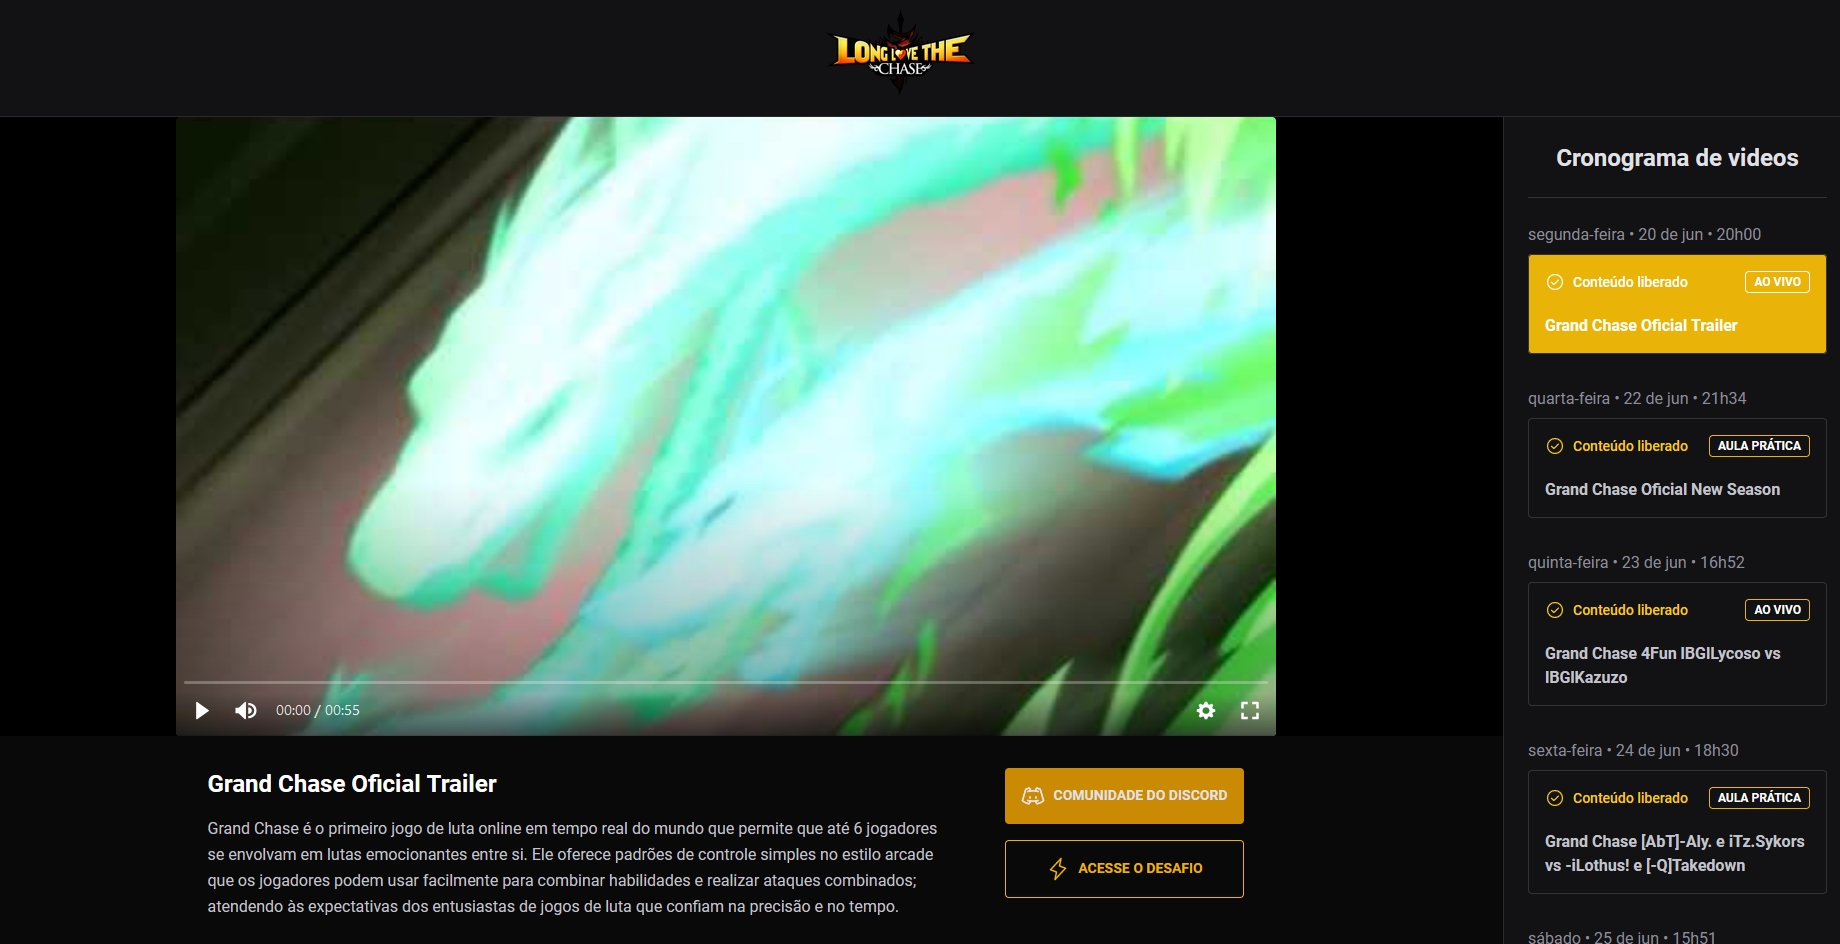 LONG LOVE THE
CHASE
Cronograma de videos
segunda-feira • 20 de jun • 20h00
Conteúdo liberado
AO VIVO
Grand Chase Oficial Trailer
quarta-feira • 22 de jun • 21h34
Conteúdo liberado
AULA PRÁTICA
Grand Chase Oficial New Season
quinta-feira • 23 de jun • 16h52
Conteúdo liberado
AO VIVO
Grand Chase 4Fun IBGILycoso vs
IBGIKazuzo
sexta-feira • 24 de jun • 18h30
Conteúdo liberado
AULA PRÁTICA
Grand Chase [AbT]-Aly. e iTz.Sykors
vs -iLothus! e [-Q]Takedown
sábado • 25 de jun • 15h51
00:00 / 00:55
Grand Chase Oficial Trailer
Grand Chase é o primeiro jogo de luta online em tempo real do mundo que permite que até 6 jogadores
se envolvam em lutas emocionantes entre si. Ele oferece padrões de controle simples no estilo arcade
que os jogadores podem usar facilmente para combinar habilidades e realizar ataques combinados;
atendendo às expectativas dos entusiastas de jogos de luta que confiam na precisão e no tempo.
COMUNIDADE DO DISCORD
ACESSE O DESAFIO